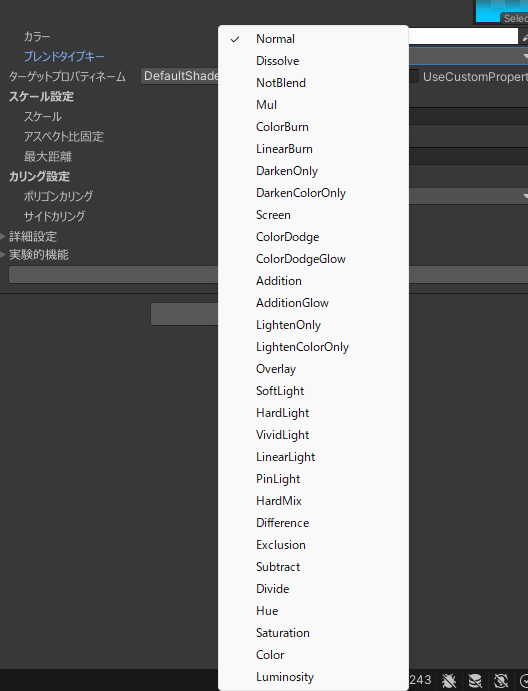 Selec
カラー
ブレンドタイプキー
ターゲットプロパティネーム
DefaultShade
UseCustomPropert
スケール設定
スケール
アスペクト比固定
最大距離
カリング設定
ポリゴンカリング
サイドカリング
詳細設定
実験的機能
Normal
Dissolve
NotBlend
Mul
ColorBurn
LinearBurn
DarkenOnly
DarkenColorOnly
Screen
ColorDodge
ColorDodgeGlow
Addition
AdditionGlow
LightenOnly
LightenColorOnly
Overlay
SoftLight
HardLight
VividLight
LinearLight
PinLight
HardMix
Difference
Exclusion
Subtract
Divide
Hue
Saturation
Color
Luminosity
243